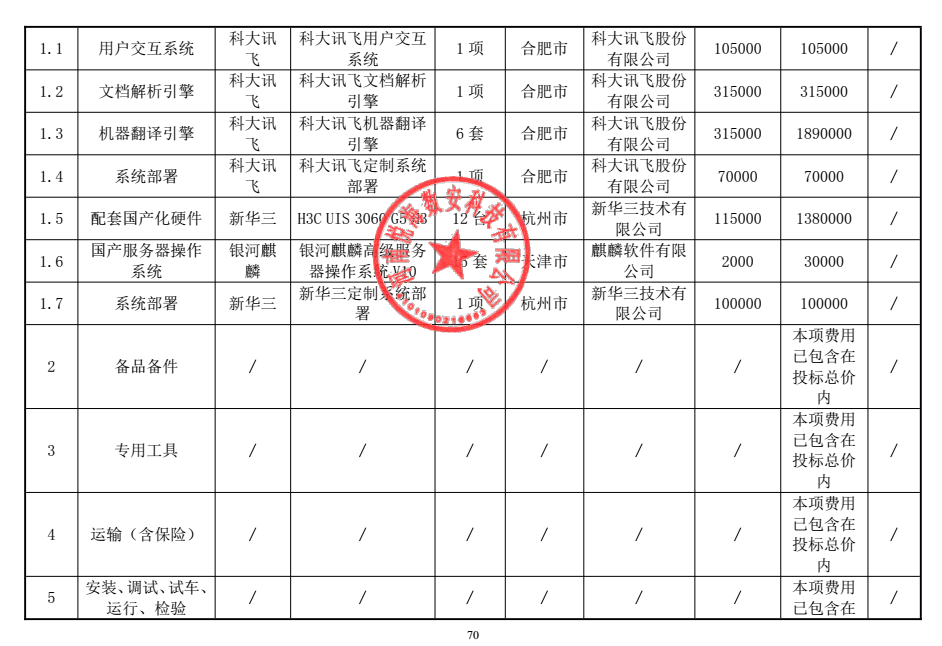 1.1 用户交互系统 科大讯飞 科大讯飞用户交互系统 1 项 合肥市 科大讯飞股份有限公司 105000 105000 /
1.2 文档解析引擎 科大讯飞 科大讯飞文档解析引擎 1 项 合肥市 科大讯飞股份有限公司 315000 315000 /
1.3 机器翻译引擎 科大讯飞 科大讯飞机器翻译引擎 6 套 合肥市 科大讯飞股份有限公司 315000 1890000 /
1.4 系统部署 科大讯飞 科大讯飞定制系统部署 1 项 合肥市 科大讯飞股份有限公司 70000 70000 /
1.5 配套国产化硬件 新华三 H3C UIS 3060 G5 H3 12 台 杭州市 新华三技术有限公司 115000 1380000 /
1.6 国产服务器操作系统 银河麒麟 银河麒麟高级服务器操作系统 V10 15 套 天津市 麒麟软件有限公司 2000 30000 /
1.7 系统部署 新华三 新华三定制系统部署 1 项 杭州市 新华三技术有限公司 100000 100000 /
2 备品备件 / / / / / / 本项费用已包含在投标总价内 /
3 专用工具 / / / / / / 本项费用已包含在投标总价内 /
4 运输（含保险） / / / / / / 本项费用已包含在投标总价内 /
5 安装、调试、试车、运行、检验 / / / / / / 本项费用已包含在 /
数安科技有限公司
70